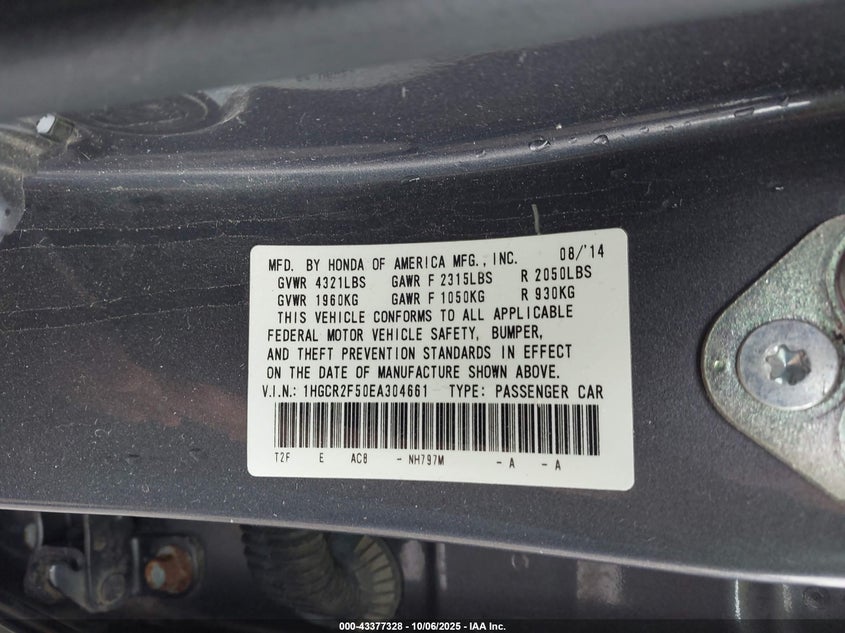 MFD. BY HONDA OF AMERICA MFG., INC. 08/'14
GVWR 4321LBS GAWR F 2315LBS R 2050LBS
GVWR 1960KG GAWR F 1050KG R 930KG
THIS VEHICLE CONFORMS TO ALL APPLICABLE
FEDERAL MOTOR VEHICLE SAFETY, BUMPER,
AND THEFT PREVENTION STANDARDS IN EFFECT
ON THE DATE OF MANUFACTURE SHOWN ABOVE.
V.I.N.: 1HGCR2F50EA304661 TYPE: PASSENGER CAR
T2F E AC8 - NH797M - A - A
000-43377328 - 10/06/2025 - IAA Inc.